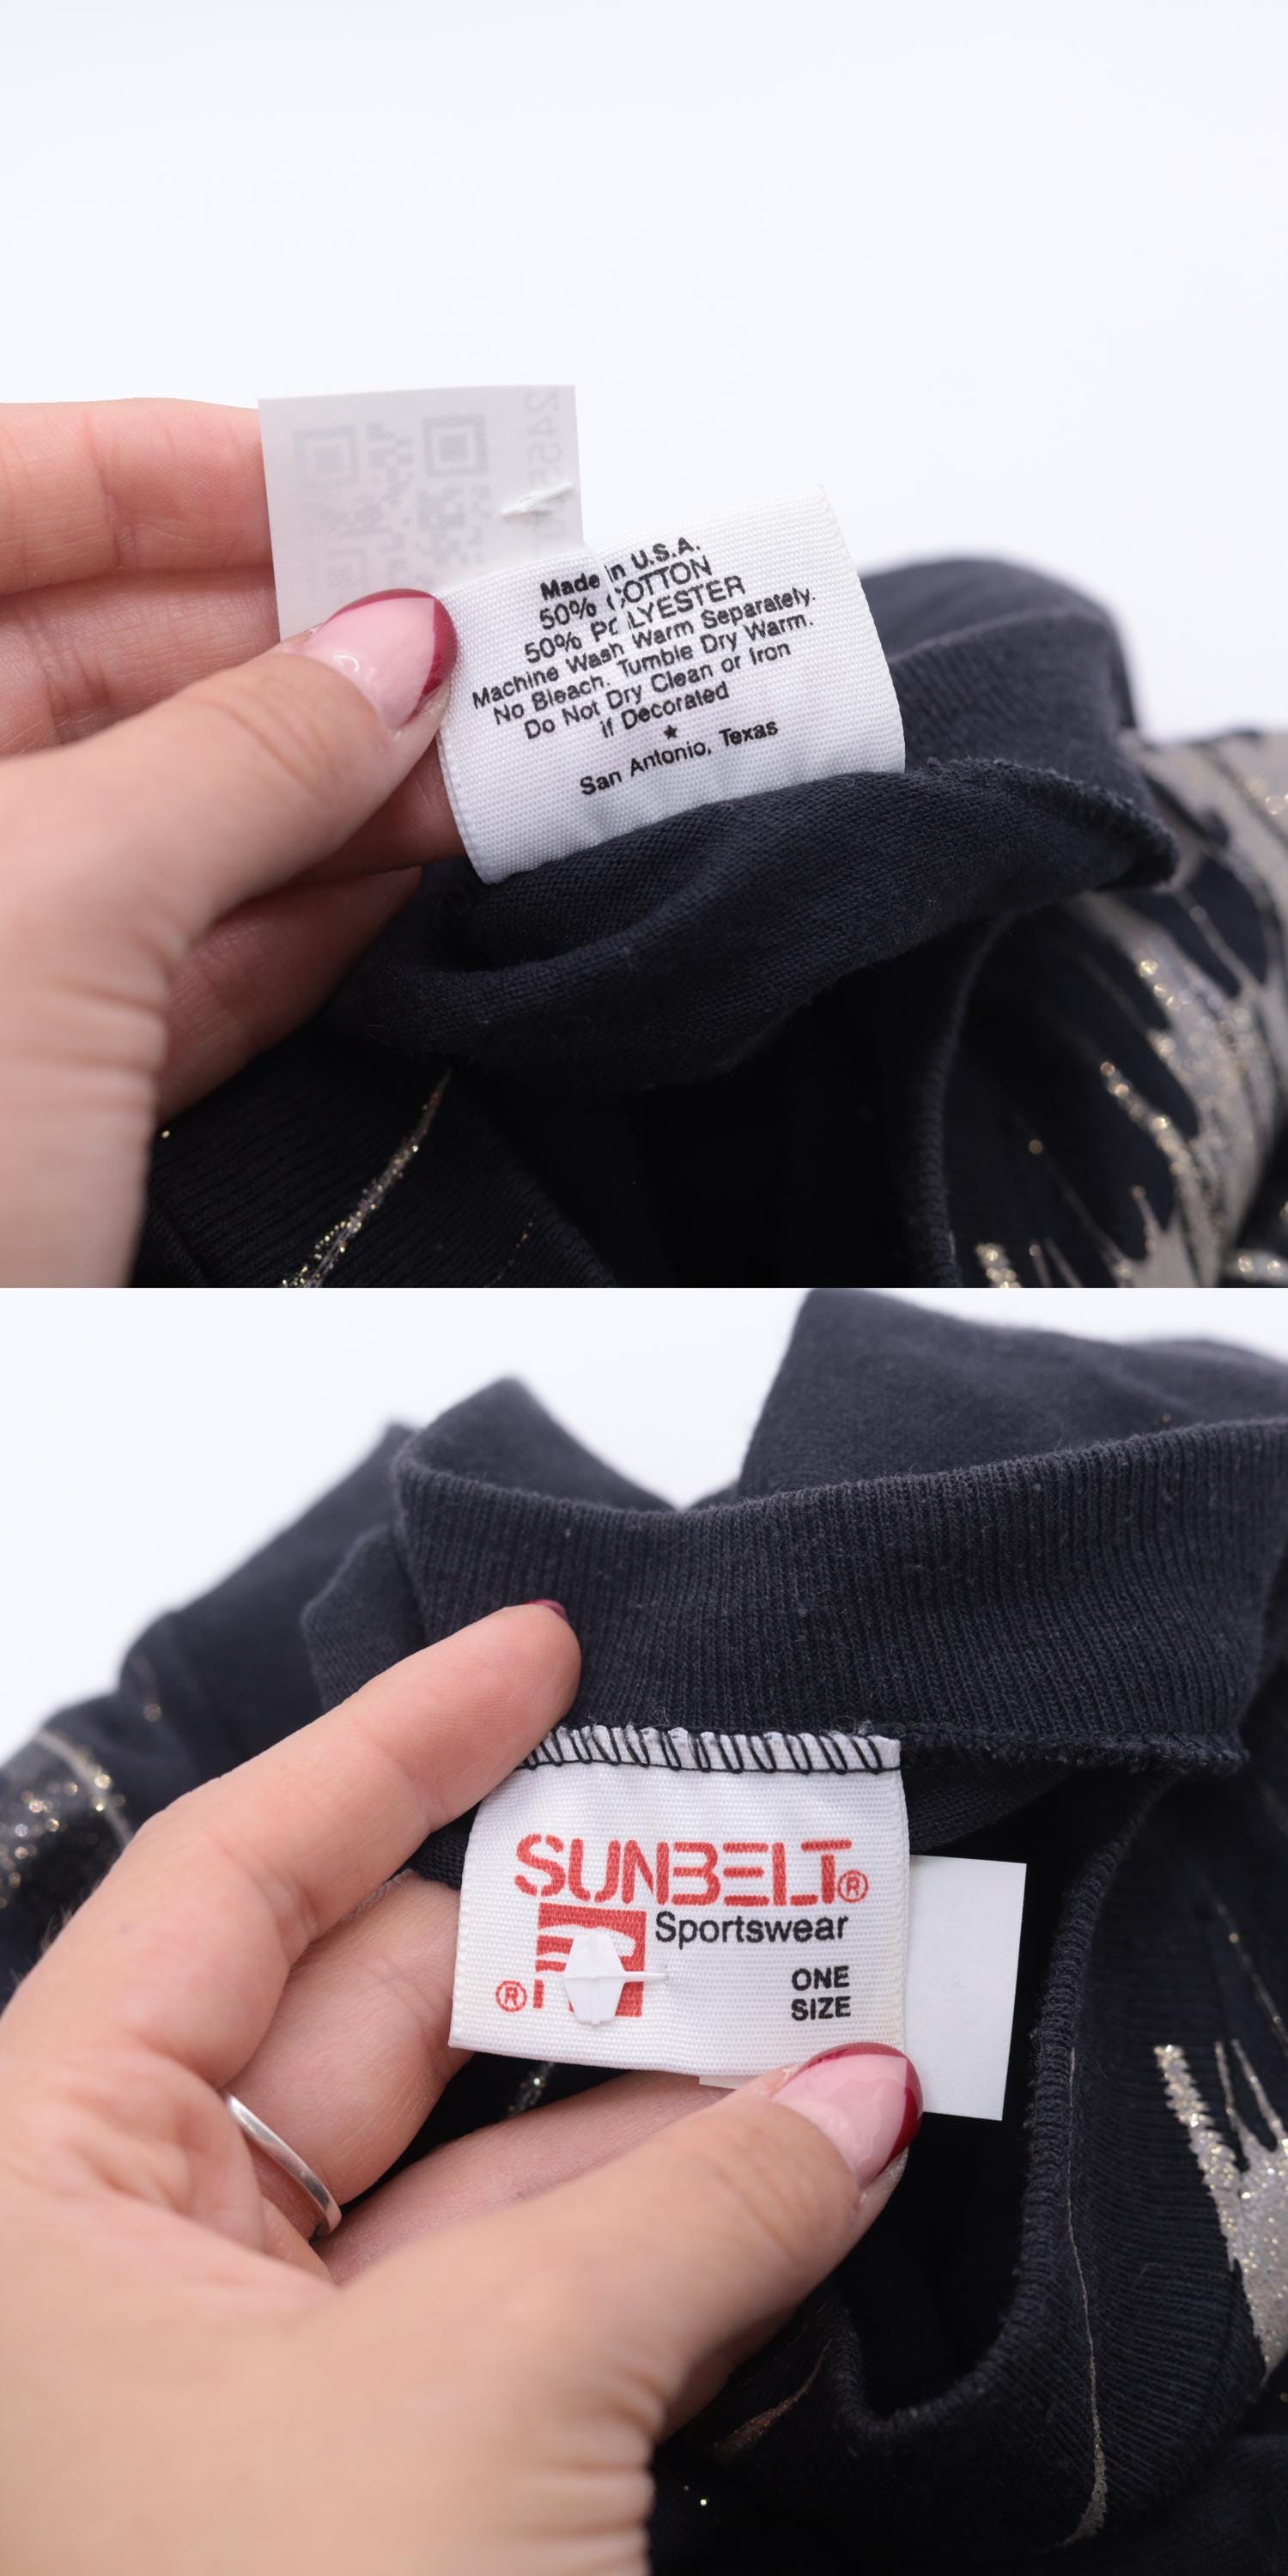 Made in U.S.A.
50% COTTON
50% POLYESTER
Machine Wash Warm Separately.
No Bleach. Tumble Dry Warm.
Do Not Dry Clean or Iron
if Decorated
San Antonio, Texas
SUNBELT®
Sportswear
®
ONE
SIZE